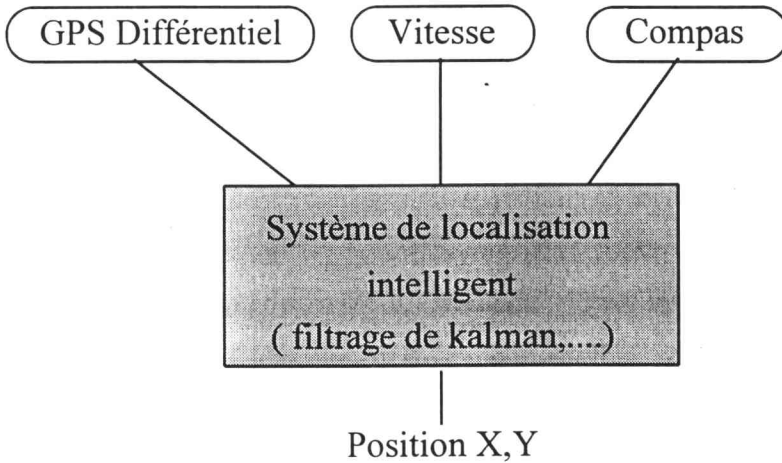 GPS Différentiel
Vitesse
Compas
Système de localisation
intelligent
( filtrage de kalman,....)
Position X,Y